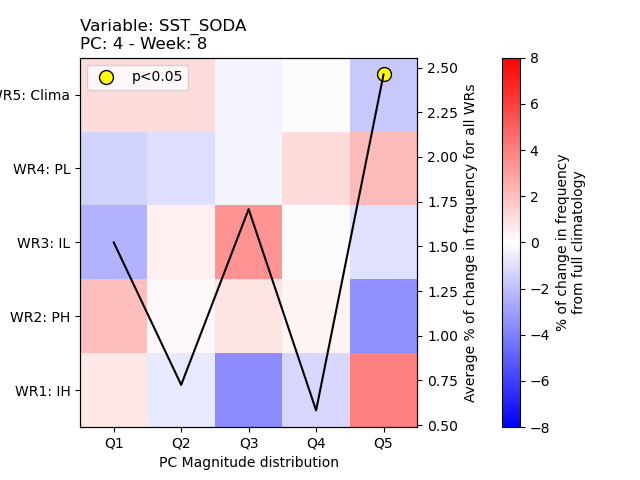 Variable: SST_SODA
PC: 4 - Week: 8
p<0.05
WR5: Clima
WR4: PL
WR3: IL
WR2: PH
WR1: IH
Q1 Q2 Q3 Q4 Q5
PC Magnitude distribution
2.50
2.25
2.00
1.75
1.50
1.25
1.00
0.75
0.50
Average % of change in frequency for all WRs
8
6
4
2
0
−2
−4
−6
−8
% of change in frequency
from full climatology